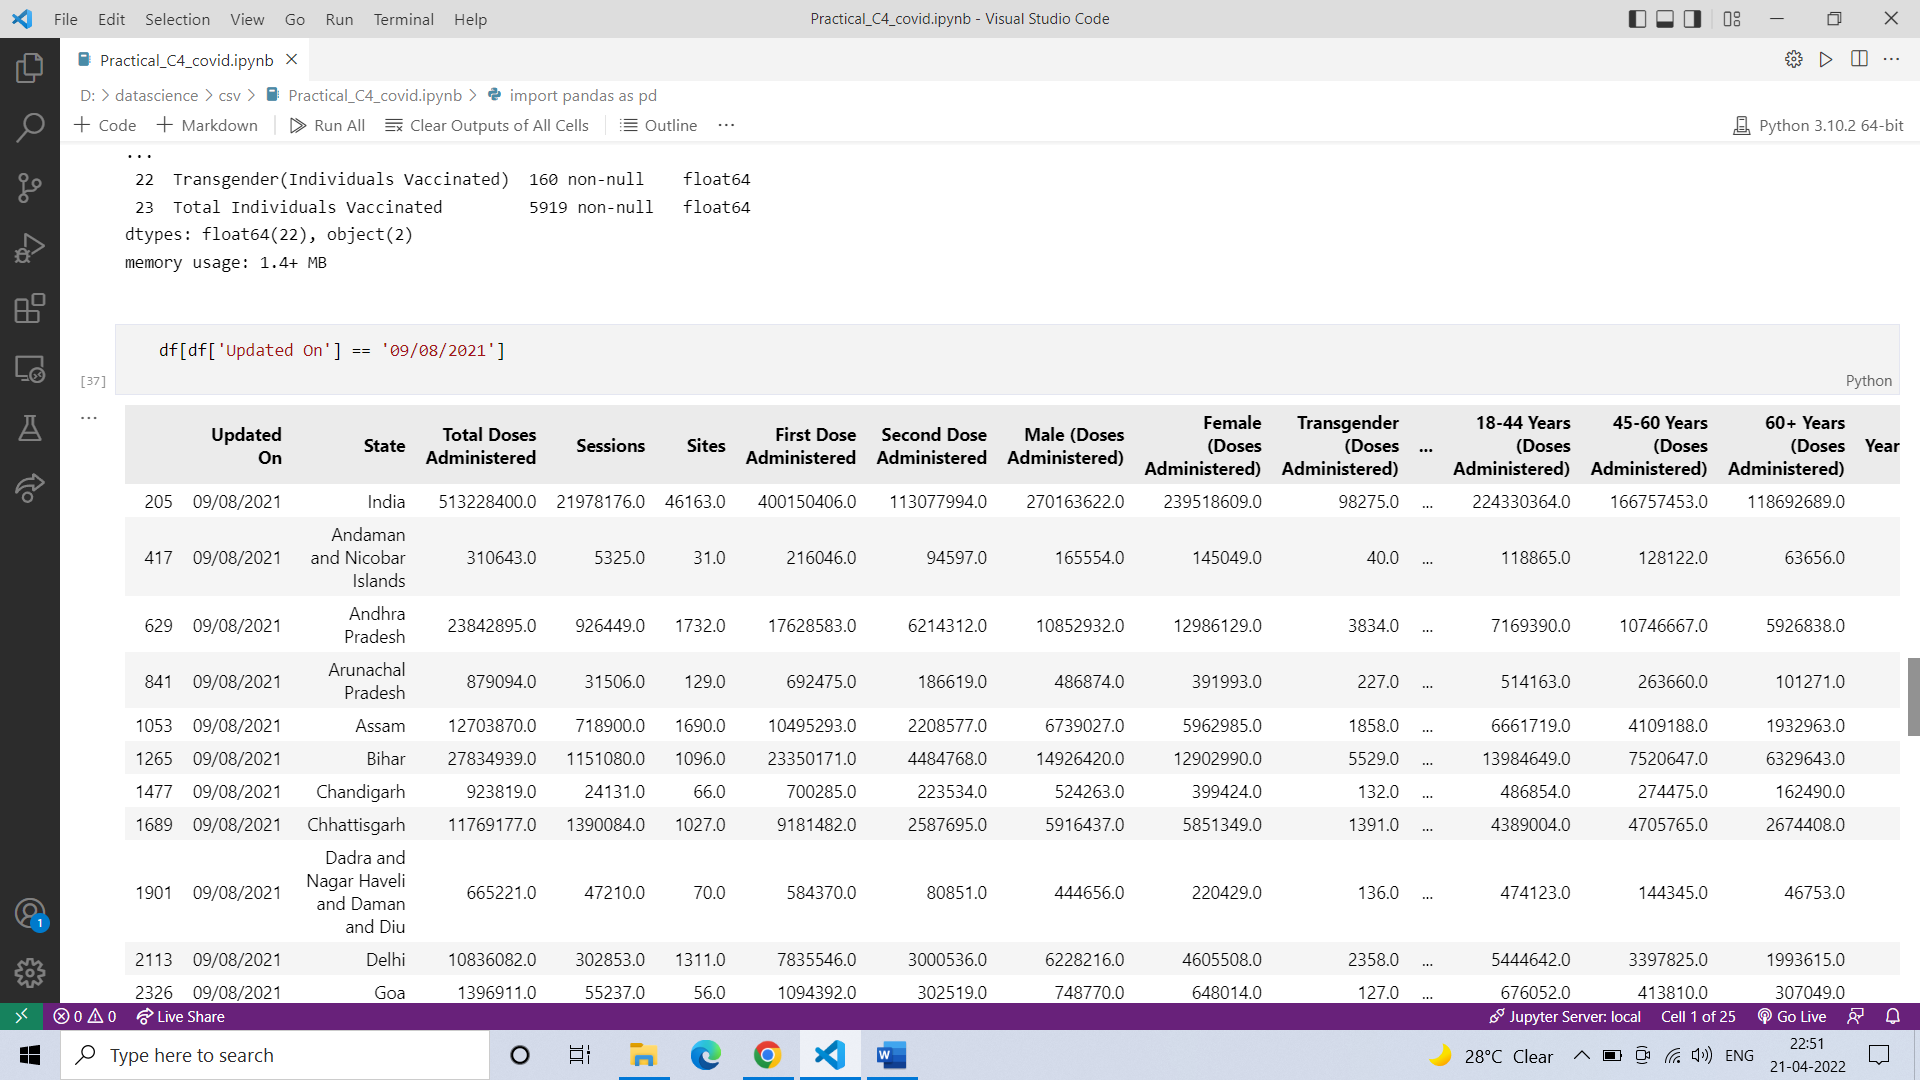 File Edit Selection View Go Run Terminal Help
Practical_C4_covid.ipynb - Visual Studio Code
Practical_C4_covid.ipynb
D: > datascience > csv > Practical_C4_covid.ipynb > import pandas as pd
+ Code + Markdown Run All Clear Outputs of All Cells Outline ...
Python 3.10.2 64-bit
...
22 Transgender(Individuals Vaccinated) 160 non-null float64
23 Total Individuals Vaccinated 5919 non-null float64
dtypes: float64(22), object(2)
memory usage: 1.4+ MB
df[df['Updated On'] == '09/08/2021']
[37]
Python
...
Updated On State Total Doses Administered Sessions Sites First Dose Administered Second Dose Administered Male (Doses Administered) Female (Doses Administered) Transgender (Doses Administered) ... 18-44 Years (Doses Administered) 45-60 Years (Doses Administered) 60+ Years (Doses Administered) Year
205 09/08/2021 India 513228400.0 21978176.0 46163.0 400150406.0 113077994.0 270163622.0 239518609.0 98275.0 ... 224330364.0 166757453.0 118692689.0
417 09/08/2021 Andaman and Nicobar Islands 310643.0 5325.0 31.0 216046.0 94597.0 165554.0 145049.0 40.0 ... 118865.0 128122.0 63656.0
629 09/08/2021 Andhra Pradesh 23842895.0 926449.0 1732.0 17628583.0 6214312.0 10852932.0 12986129.0 3834.0 ... 7169390.0 10746667.0 5926838.0
841 09/08/2021 Arunachal Pradesh 879094.0 31506.0 129.0 692475.0 186619.0 486874.0 391993.0 227.0 ... 514163.0 263660.0 101271.0
1053 09/08/2021 Assam 12703870.0 718900.0 1690.0 10495293.0 2208577.0 6739027.0 5962985.0 1858.0 ... 6661719.0 4109188.0 1932963.0
1265 09/08/2021 Bihar 27834939.0 1151080.0 1096.0 23350171.0 4484768.0 14926420.0 12902990.0 5529.0 ... 13984649.0 7520647.0 6329643.0
1477 09/08/2021 Chandigarh 923819.0 24131.0 66.0 700285.0 223534.0 524263.0 399424.0 132.0 ... 486854.0 274475.0 162490.0
1689 09/08/2021 Chhattisgarh 11769177.0 1390084.0 1027.0 9181482.0 2587695.0 5916437.0 5851349.0 1391.0 ... 4389004.0 4705765.0 2674408.0
1901 09/08/2021 Dadra and Nagar Haveli and Daman and Diu 665221.0 47210.0 70.0 584370.0 80851.0 444656.0 220429.0 136.0 ... 474123.0 144345.0 46753.0
2113 09/08/2021 Delhi 10836082.0 302853.0 1311.0 7835546.0 3000536.0 6228216.0 4605508.0 2358.0 ... 5444642.0 3397825.0 1993615.0
2326 09/08/2021 Goa 1396911.0 55237.0 56.0 1094392.0 302519.0 748770.0 648014.0 127.0 ... 676052.0 413810.0 307049.0
1
0 0 Live Share
Jupyter Server: local Cell 1 of 25 Go Live
Type here to search
28°C Clear
ENG
22:51
21-04-2022